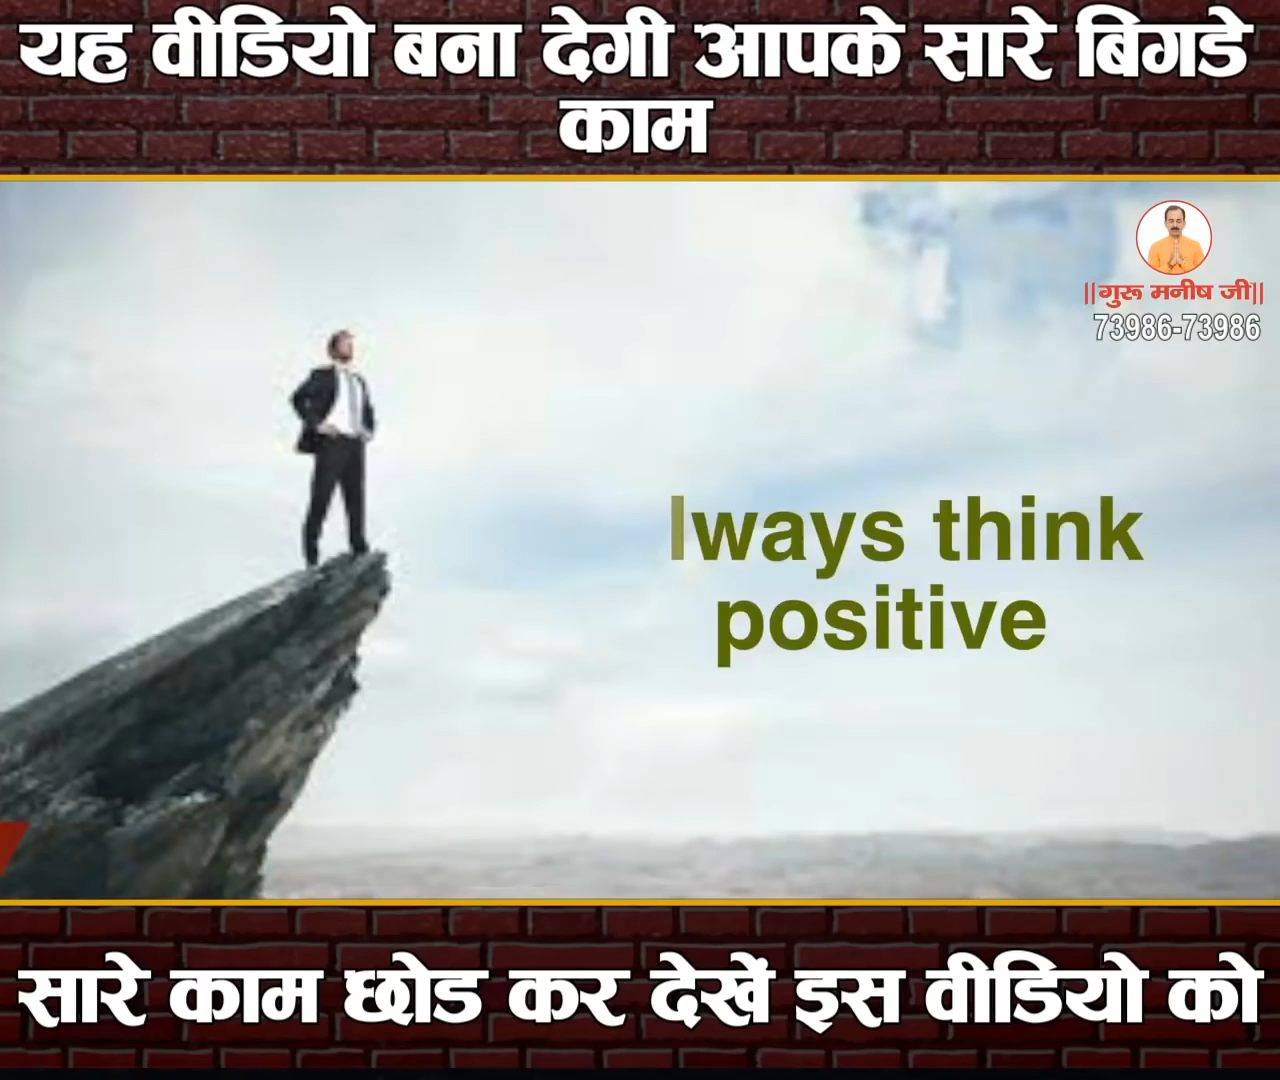 यह वीडियो बना देगी आपके सारे बिगडे
काम
||गुरू मनीष जी||
73986-73986
lways think
positive
सारे काम छोड कर देखें इस वीडियो को